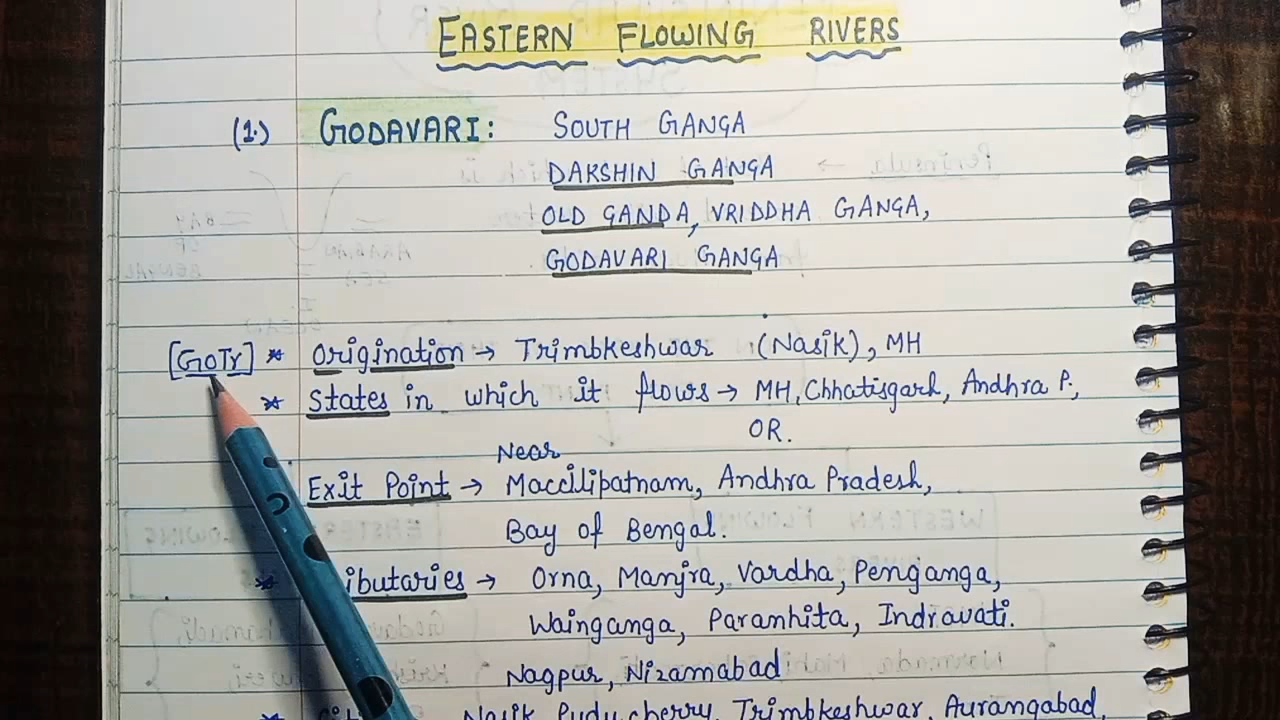 EASTERN FLOWING RIVERS
(1.) GODAVARI: SOUTH GANGA
DAKSHIN GANGA
OLD GANDA, VRIDDHA GANGA,
GODAVARI GANGA
[GoTr] * Origination → Trimbkeshwar (Nasik), MH
* States in which it flows → MH, Chhatisgarh, Andhra P.,
OR.
Near
Exit Point → Maccilipatnam, Andhra Pradesh,
Bay of Bengal.
* ibutaries → Orna, Manjra, Vardha, Penganga,
Wainganga, Paranhita, Indravati.
Nagpur, Nizamabad
* Nasik, Puducherry, Trimbkeshwar, Aurangabad,